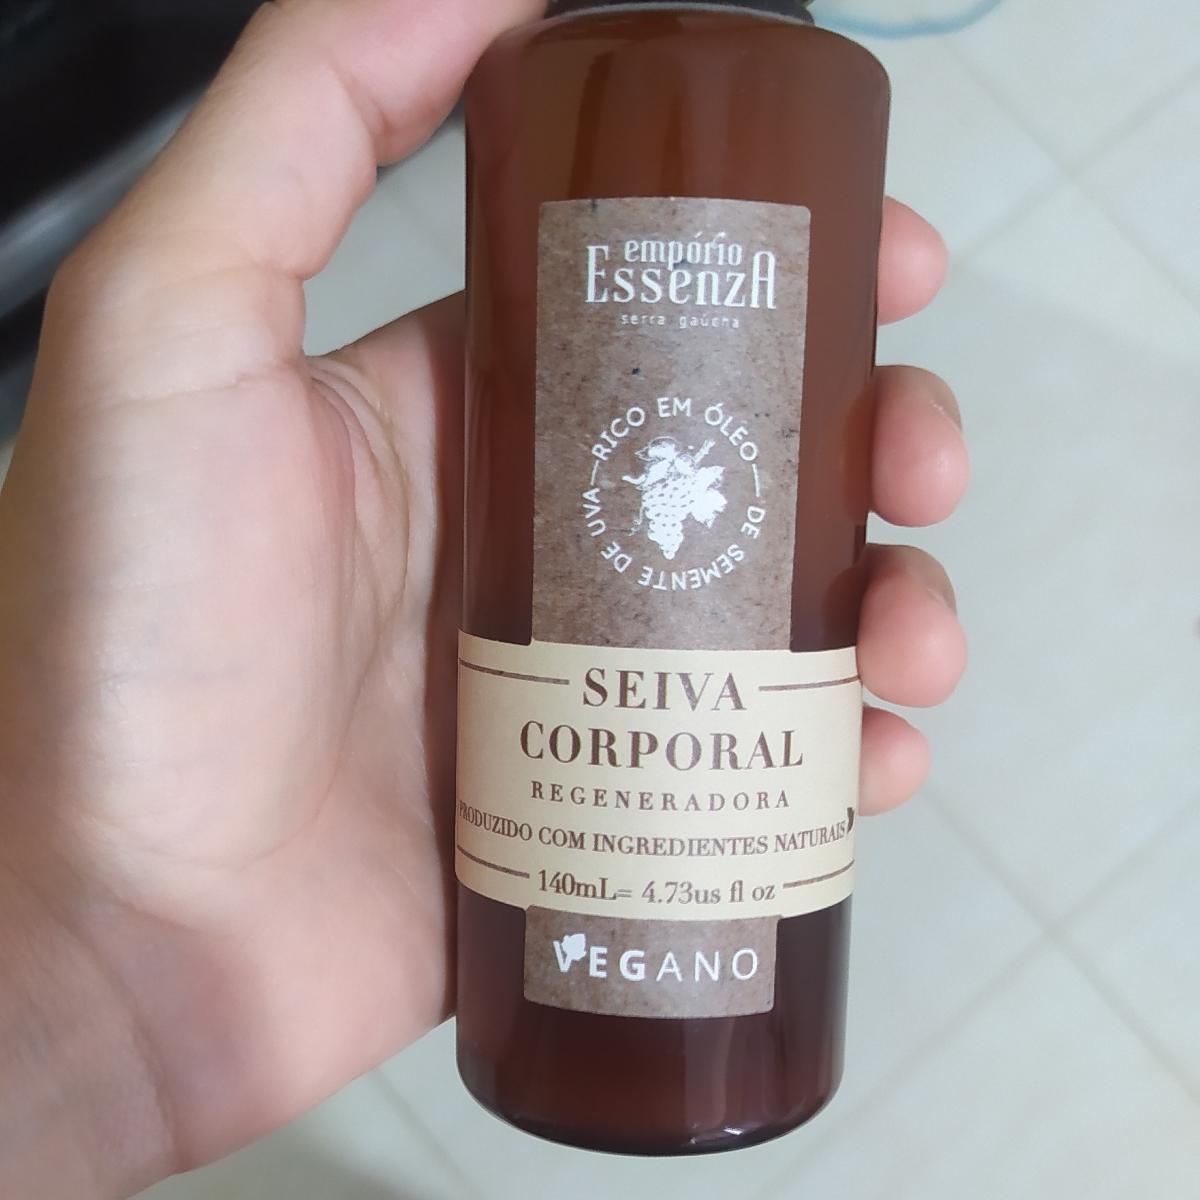 empório
EssenzA
serra gaúcha
RICO EM ÓLEO DE SEMENTE DE UVA
SEIVA
CORPORAL
REGENERADORA
PRODUZIDO COM INGREDIENTES NATURAIS
140mL= 4.73us fl oz
VEGANO